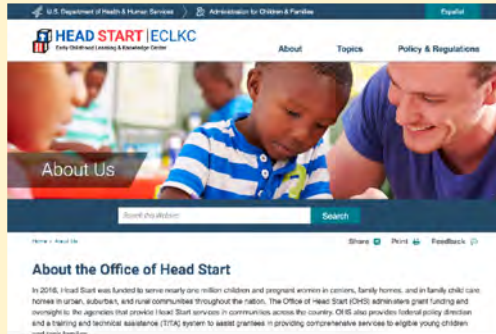 U.S. Department of Health & Human Services Administration for Children & Families Español
HEAD START | ECLKC
Early Childhood Learning & Knowledge Center
About Topics Policy & Regulations
About Us
Search this Website Search
Home » About Us Share Print Feedback
About the Office of Head Start
In 2016, Head Start was funded to serve nearly one million children and pregnant women in centers, family homes, and in family child care
homes in urban, suburban, and rural communities throughout the nation. The Office of Head Start (OHS) administers grant funding and
oversight to the agencies that provide Head Start services in communities across the country. OHS also provides federal policy direction
and a training and technical assistance (T/TA) system to assist grantees in providing comprehensive services to eligible young children
and their families.